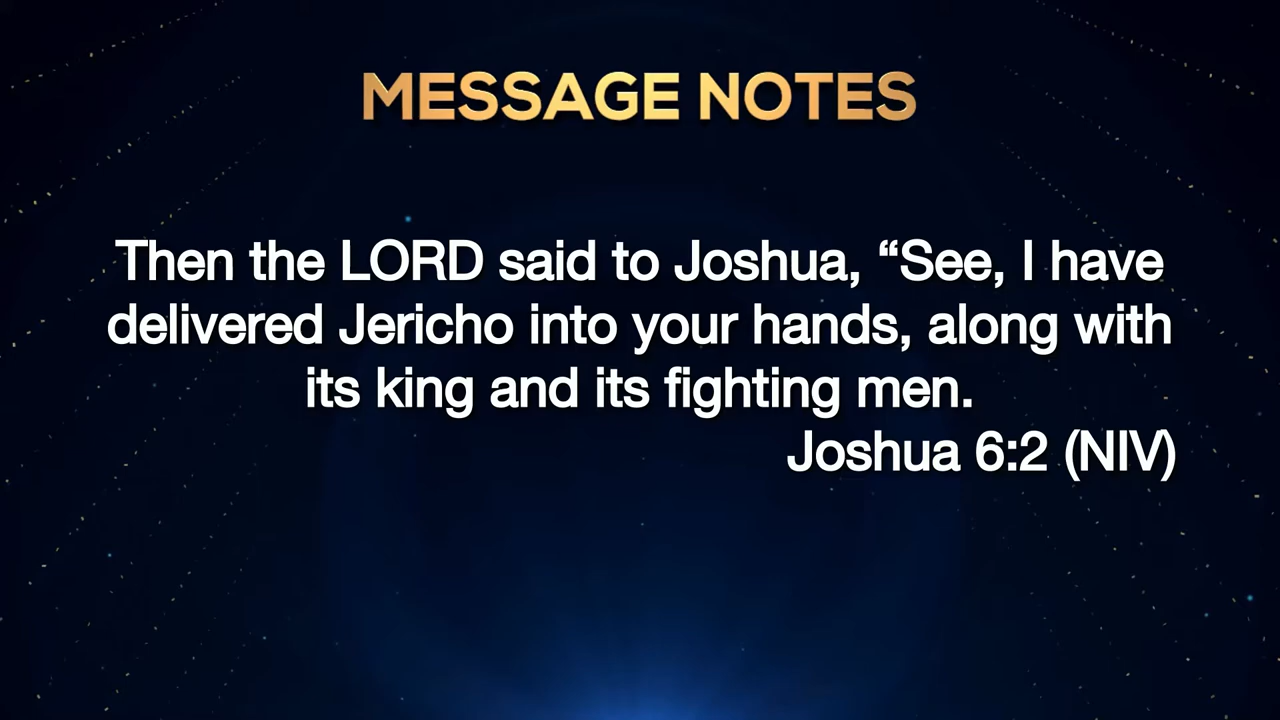 MESSAGE NOTES
Then the LORD said to Joshua, “See, I have
delivered Jericho into your hands, along with
its king and its fighting men.
Joshua 6:2 (NIV)